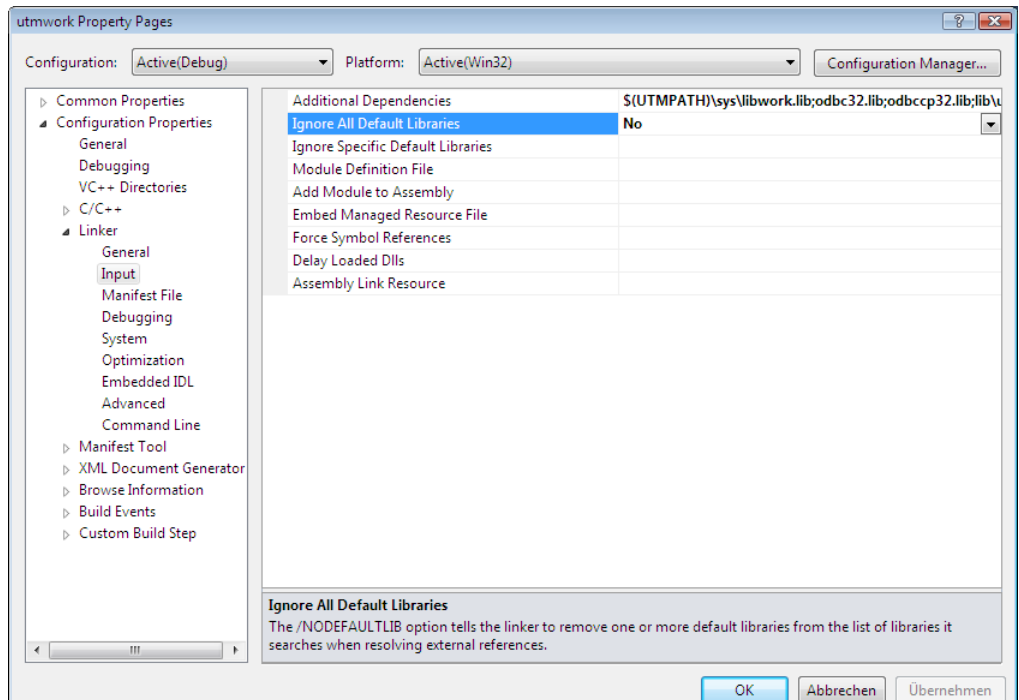 utmwork Property Pages
Configuration: Active(Debug) Platform: Active(Win32) Configuration Manager...
Common Properties
Configuration Properties
General
Debugging
VC++ Directories
C/C++
Linker
General
Input
Manifest File
Debugging
System
Optimization
Embedded IDL
Advanced
Command Line
Manifest Tool
XML Document Generator
Browse Information
Build Events
Custom Build Step
Additional Dependencies $(UTMPATH)\sys\libwork.lib;odbc32.lib;odbccp32.lib;lib\u
Ignore All Default Libraries No
Ignore Specific Default Libraries
Module Definition File
Add Module to Assembly
Embed Managed Resource File
Force Symbol References
Delay Loaded Dlls
Assembly Link Resource
Ignore All Default Libraries
The /NODEFAULTLIB option tells the linker to remove one or more default libraries from the list of libraries it
searches when resolving external references.
OK Abbrechen Übernehmen